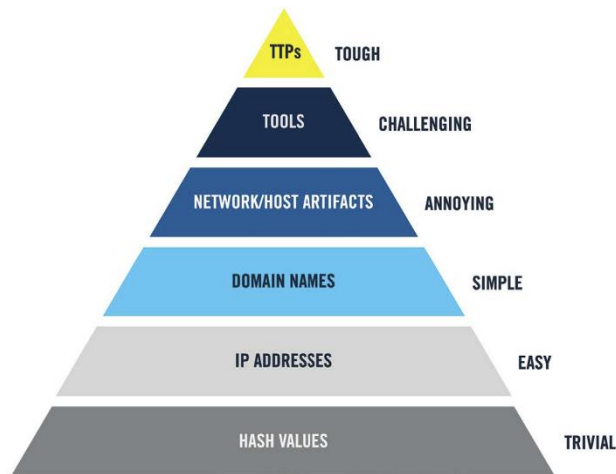 TTPs TOUGH
TOOLS CHALLENGING
NETWORK/HOST ARTIFACTS ANNOYING
DOMAIN NAMES SIMPLE
IP ADDRESSES EASY
HASH VALUES TRIVIAL